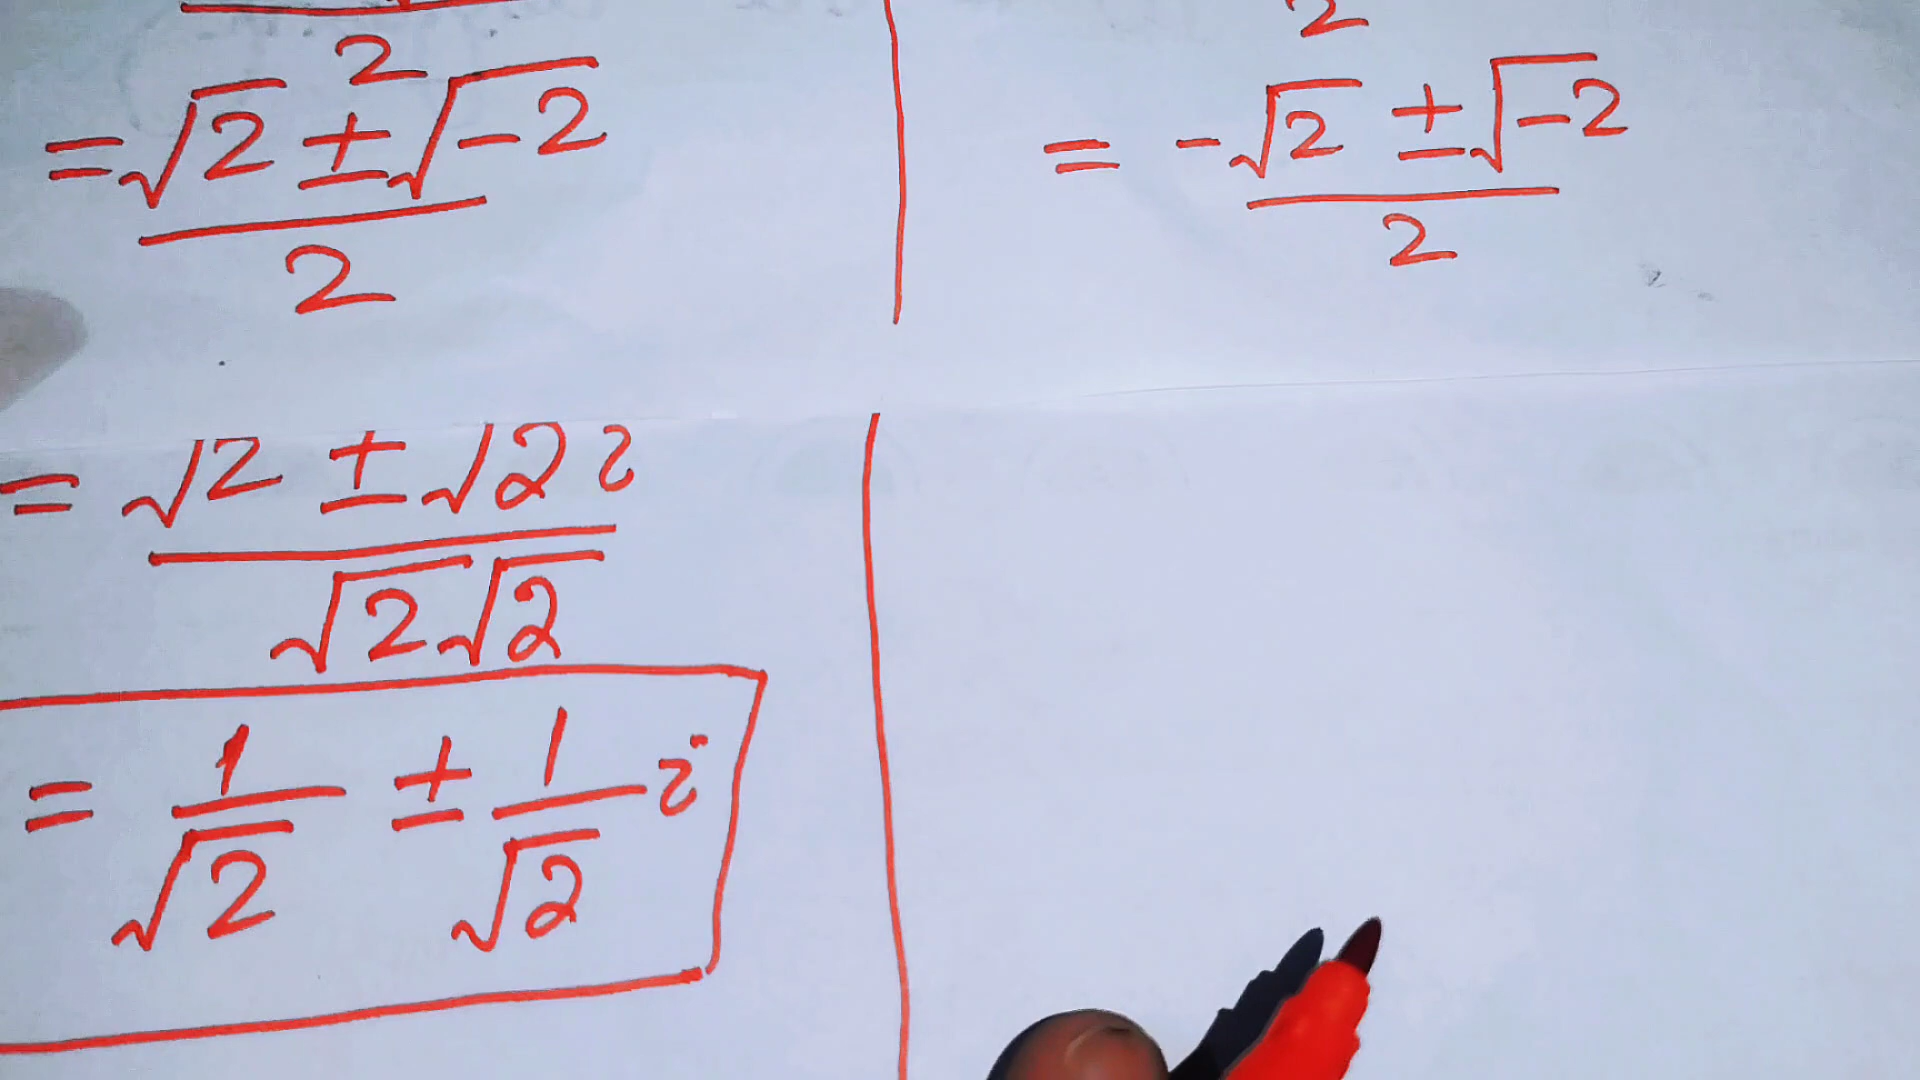 2
= √2 ± √-2
2
= √2 ± √2 i
√2 √2
= 1/√2 ± 1/√2 i
2
= -√2 ± √-2
2